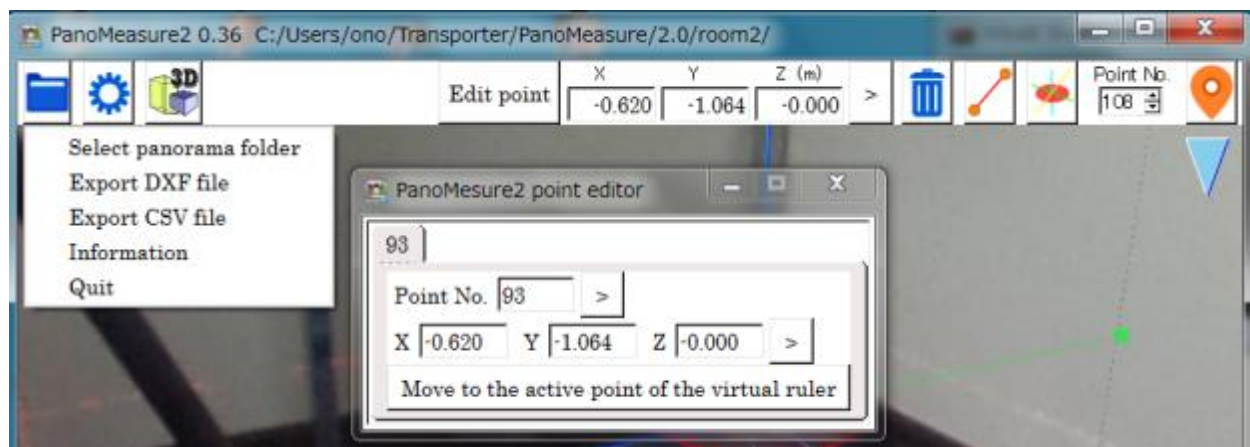 PanoMeasure2 0.36 C:/Users/ono/Transporter/PanoMeasure/2.0/room2/
3D
Edit point
X Y Z (m)
-0.620 -1.064 -0.000 >
Point No.
108
Select panorama folder
Export DXF file
Export CSV file
Information
Quit
PanoMesure2 point editor
93
Point No. 93 >
X -0.620 Y -1.064 Z -0.000 >
Move to the active point of the virtual ruler